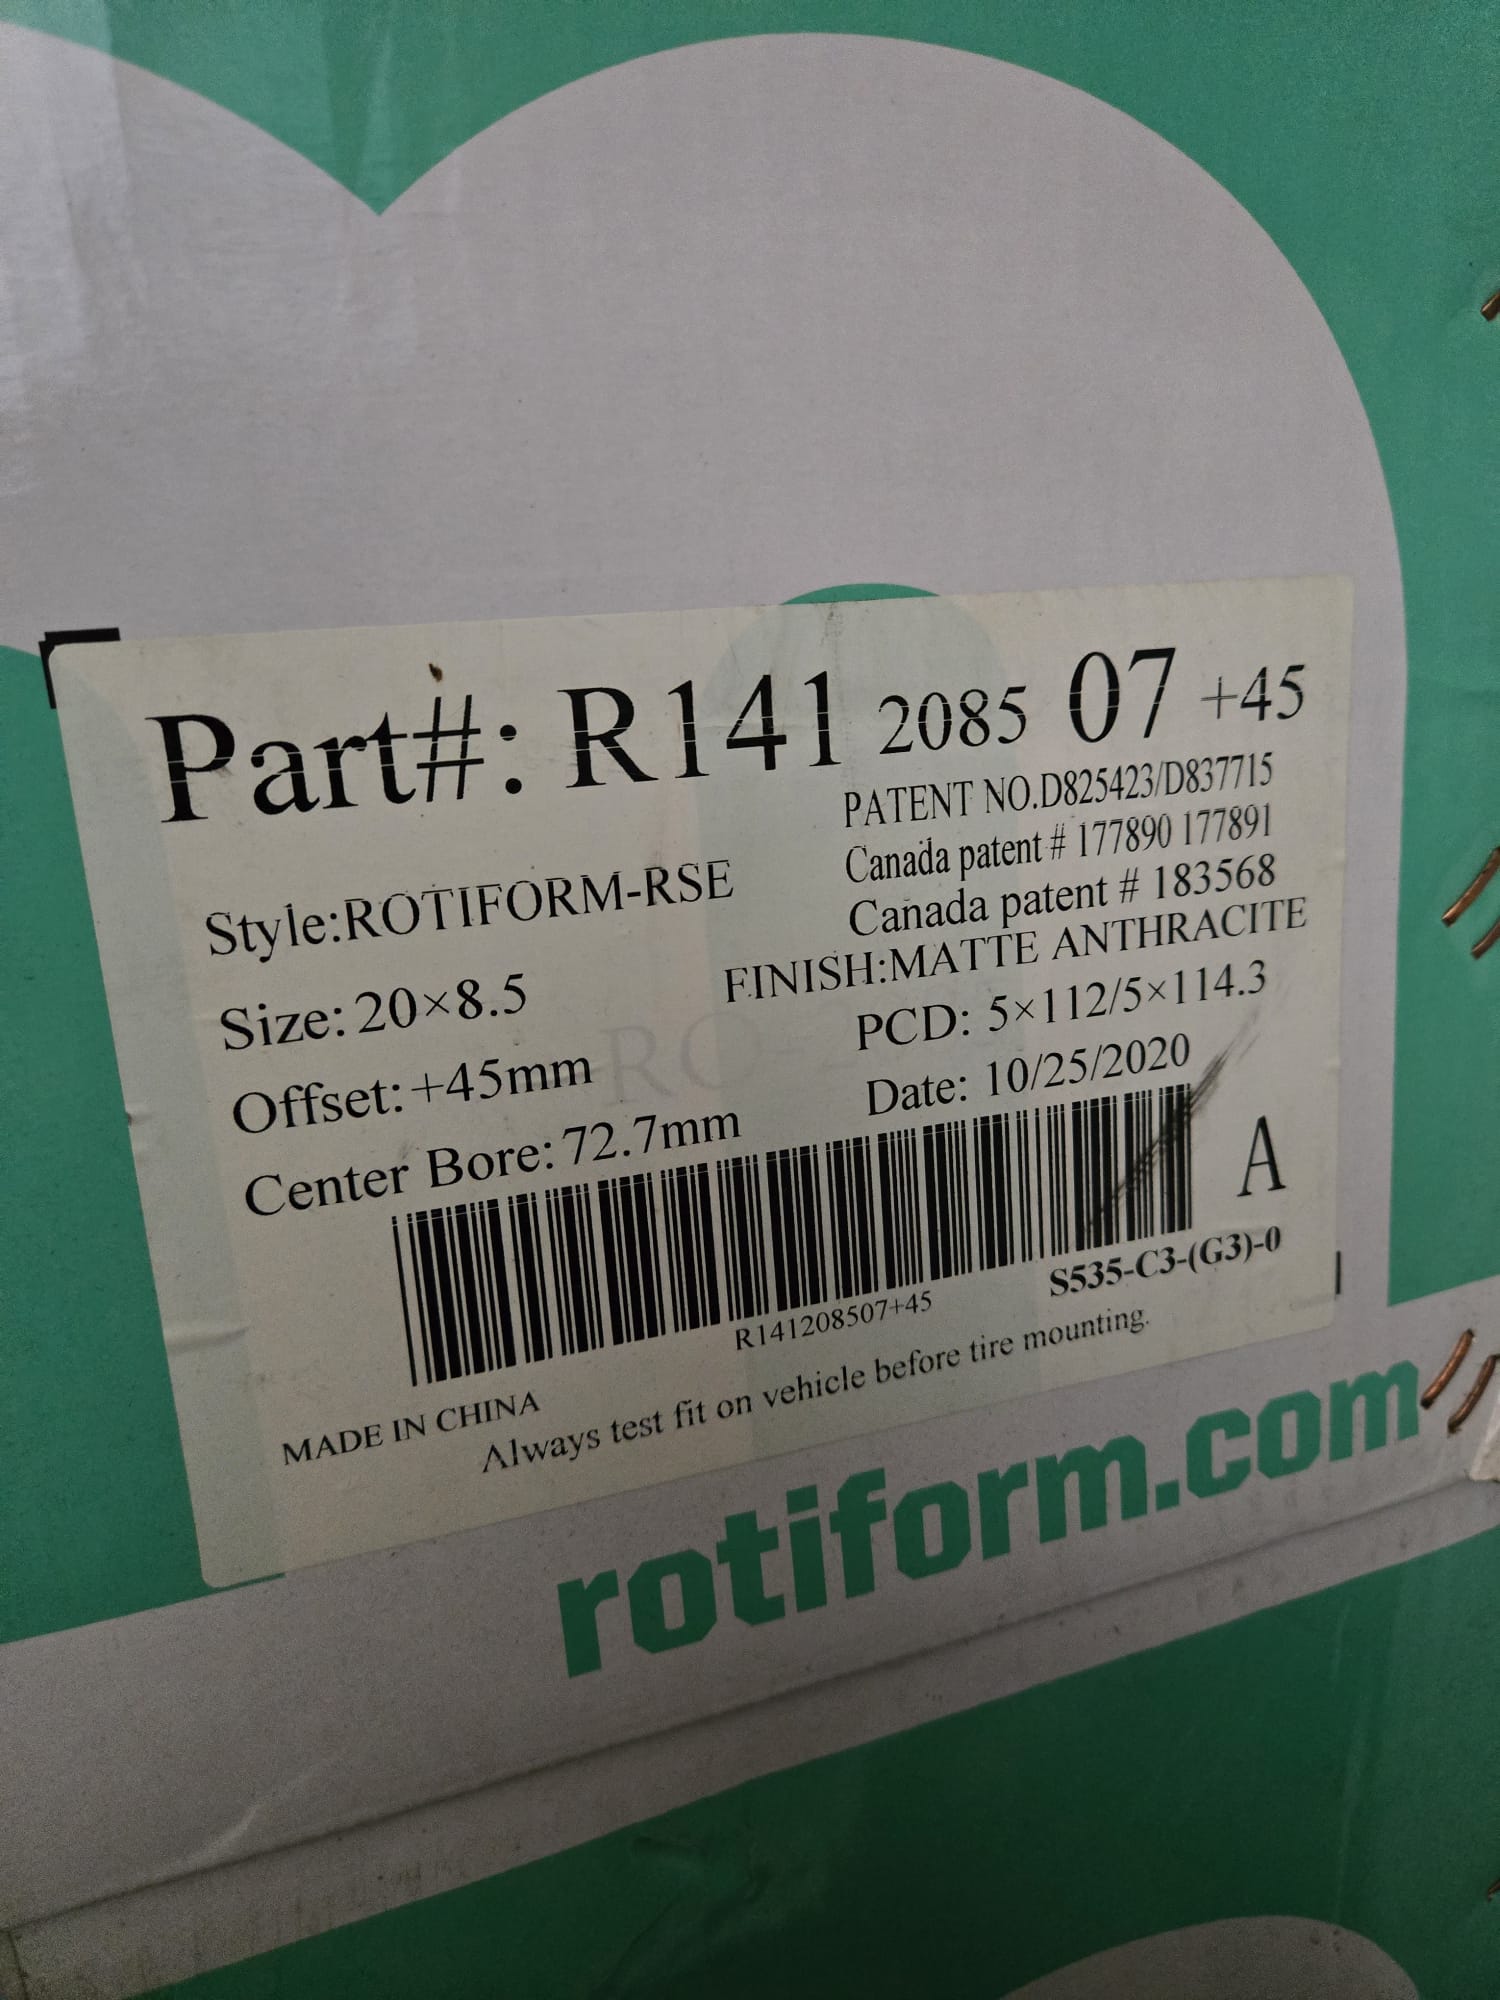 Part#: R141 2085 07 +45
PATENT NO.D825423/D837715
Canada patent # 177890 177891
Canada patent # 183568
Style:ROTIFORM-RSE
FINISH:MATTE ANTHRACITE
Size: 20×8.5
PCD: 5×112/5×114.3
Offset: +45mm
Date: 10/25/2020
Center Bore: 72.7mm
A
R141208507+45
S535-C3-(G3)-0
MADE IN CHINA
Always test fit on vehicle before tire mounting.
rotiform.com